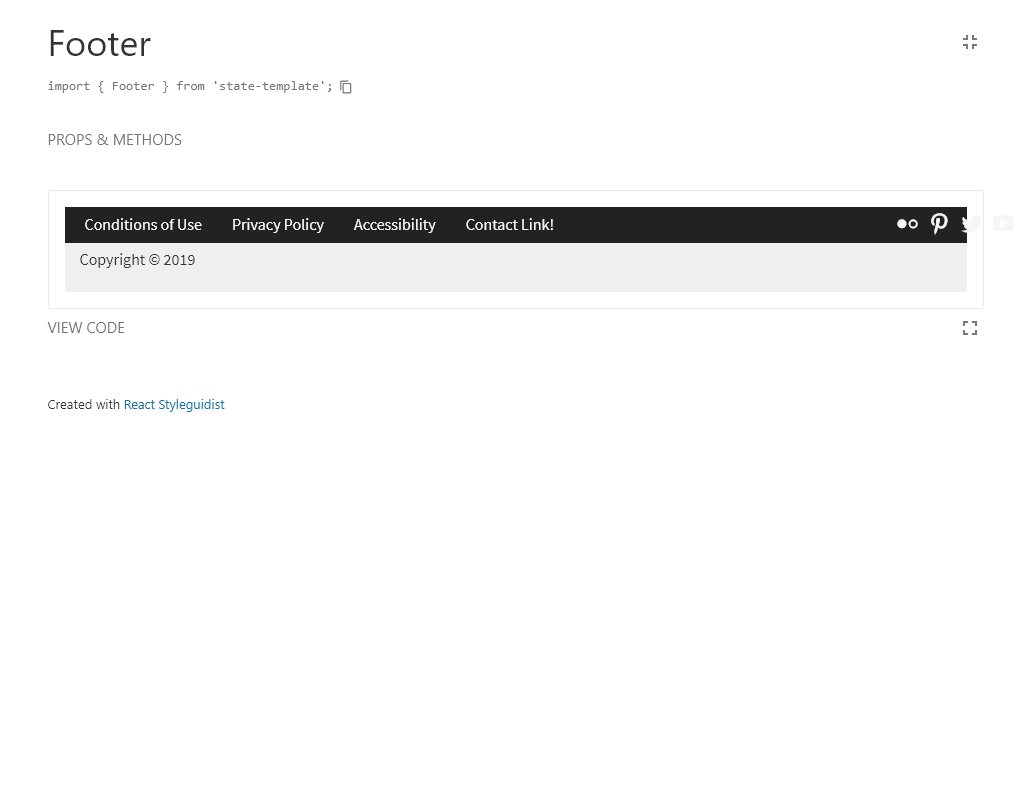 Footer
import { Footer } from 'state-template';
PROPS & METHODS
Conditions of Use Privacy Policy Accessibility Contact Link!
Copyright © 2019
VIEW CODE
Created with React Styleguidist